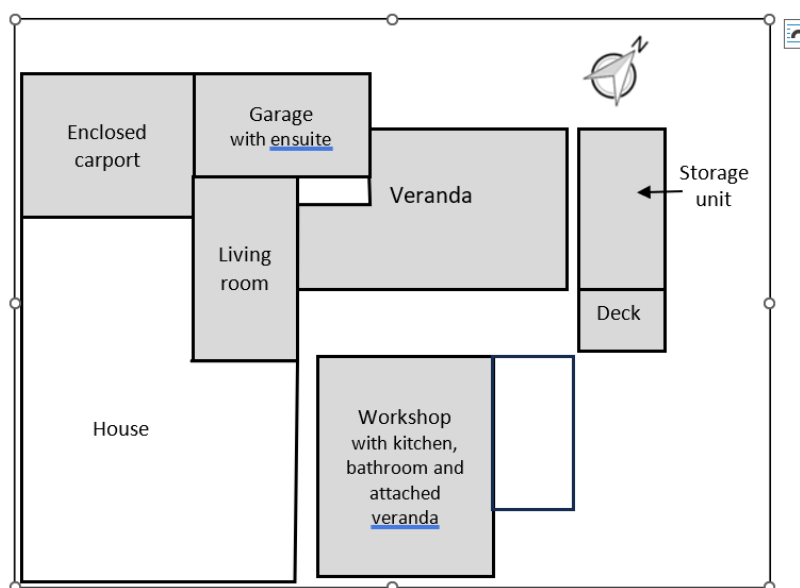 N
Enclosed
carport
Garage
with ensuite
Veranda
Storage
unit
Living
room
Deck
House
Workshop
with kitchen,
bathroom and
attached
veranda